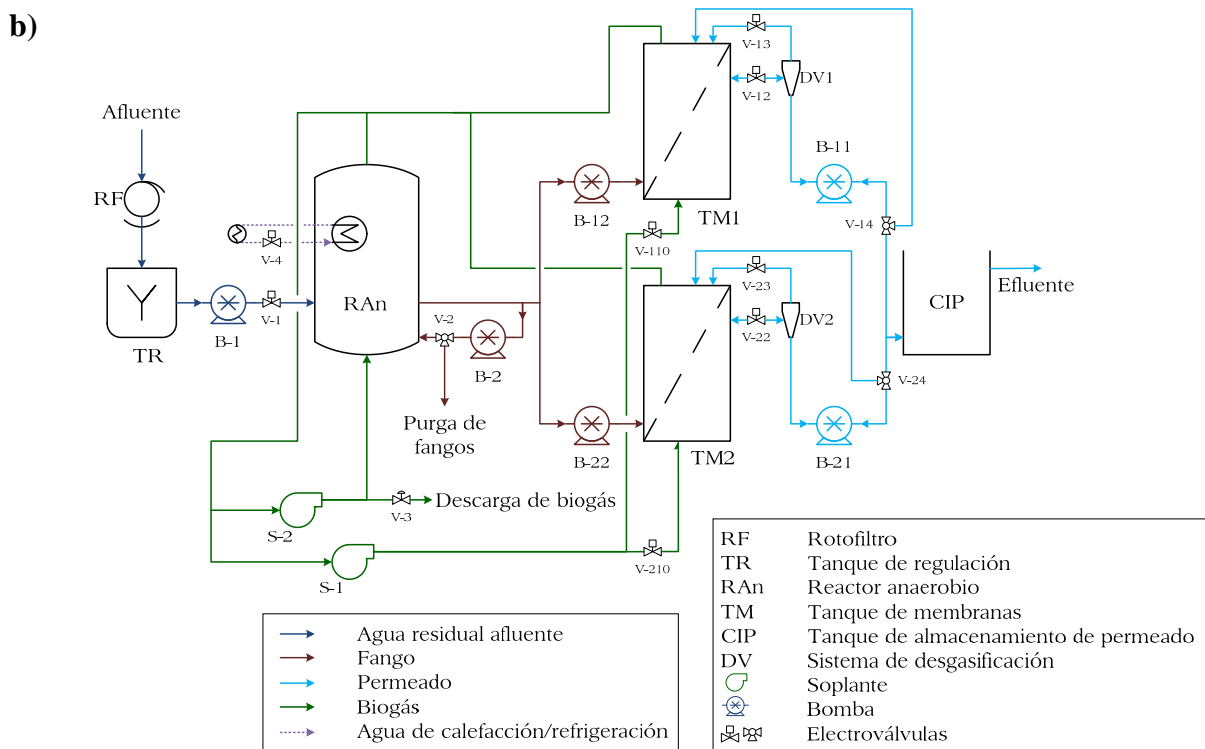 b)
V-13
V-12
DV1
Afluente
B-11
RF
B-12
TM1
V-14
V-4
V-110
V-23
CIP
Efluente
RAn
V-1
V-2
V-22
DV2
TR
B-1
B-2
V-24
Purga de
fangos
B-22
TM2
B-21
Descarga de biogás
V-3
S-2
S-1
V-210
Agua residual afluente
Fango
Permeado
Biogás
Agua de calefacción/refrigeración
RF Rotofiltro
TR Tanque de regulación
RAn Reactor anaerobio
TM Tanque de membranas
CIP Tanque de almacenamiento de permeado
DV Sistema de desgasificación
Soplante
Bomba
Electroválvulas